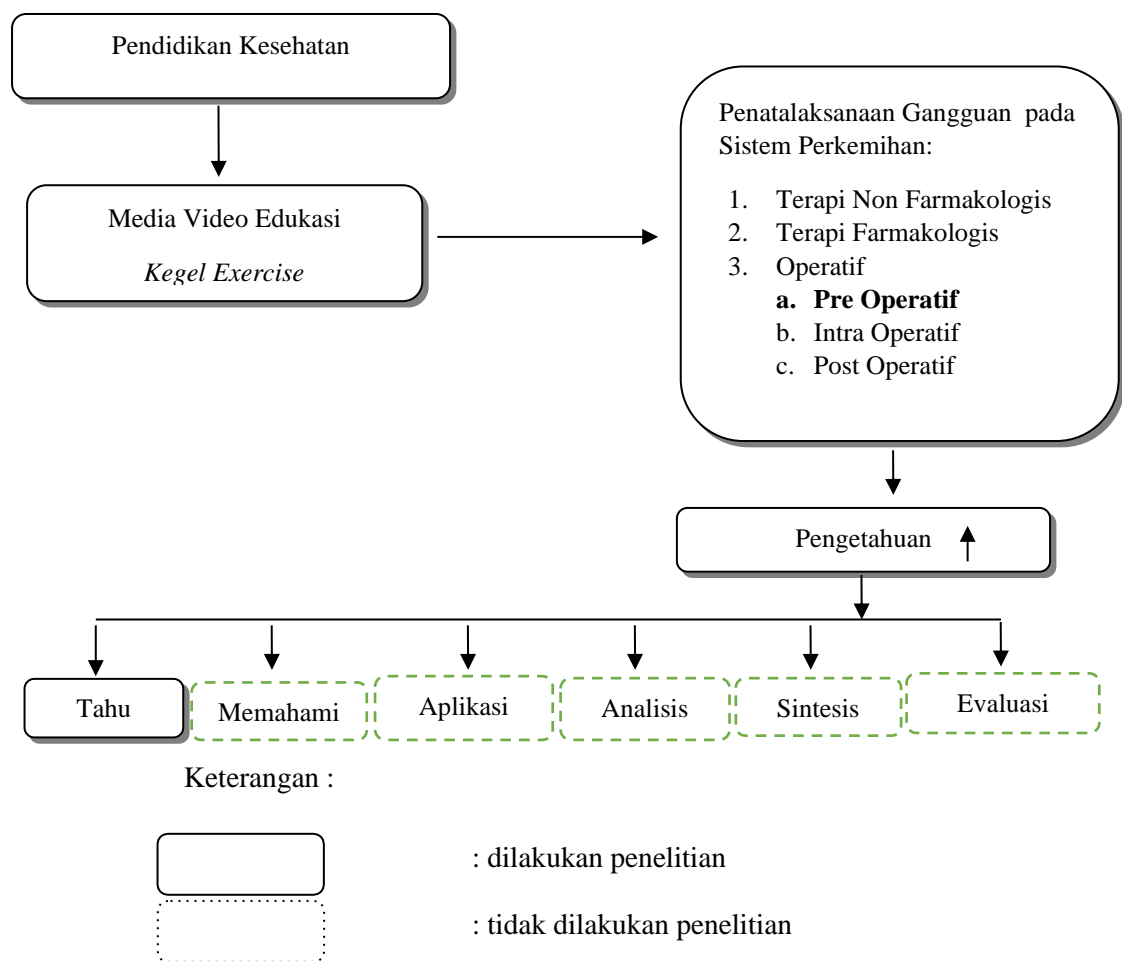 Pendidikan Kesehatan
Media Video Edukasi
Kegel Exercise
Penatalaksanaan Gangguan pada
Sistem Perkemihan:
1. Terapi Non Farmakologis
2. Terapi Farmakologis
3. Operatif
a. Pre Operatif
b. Intra Operatif
c. Post Operatif
Pengetahuan
Tahu
Memahami
Aplikasi
Analisis
Sintesis
Evaluasi
Keterangan :
: dilakukan penelitian
: tidak dilakukan penelitian